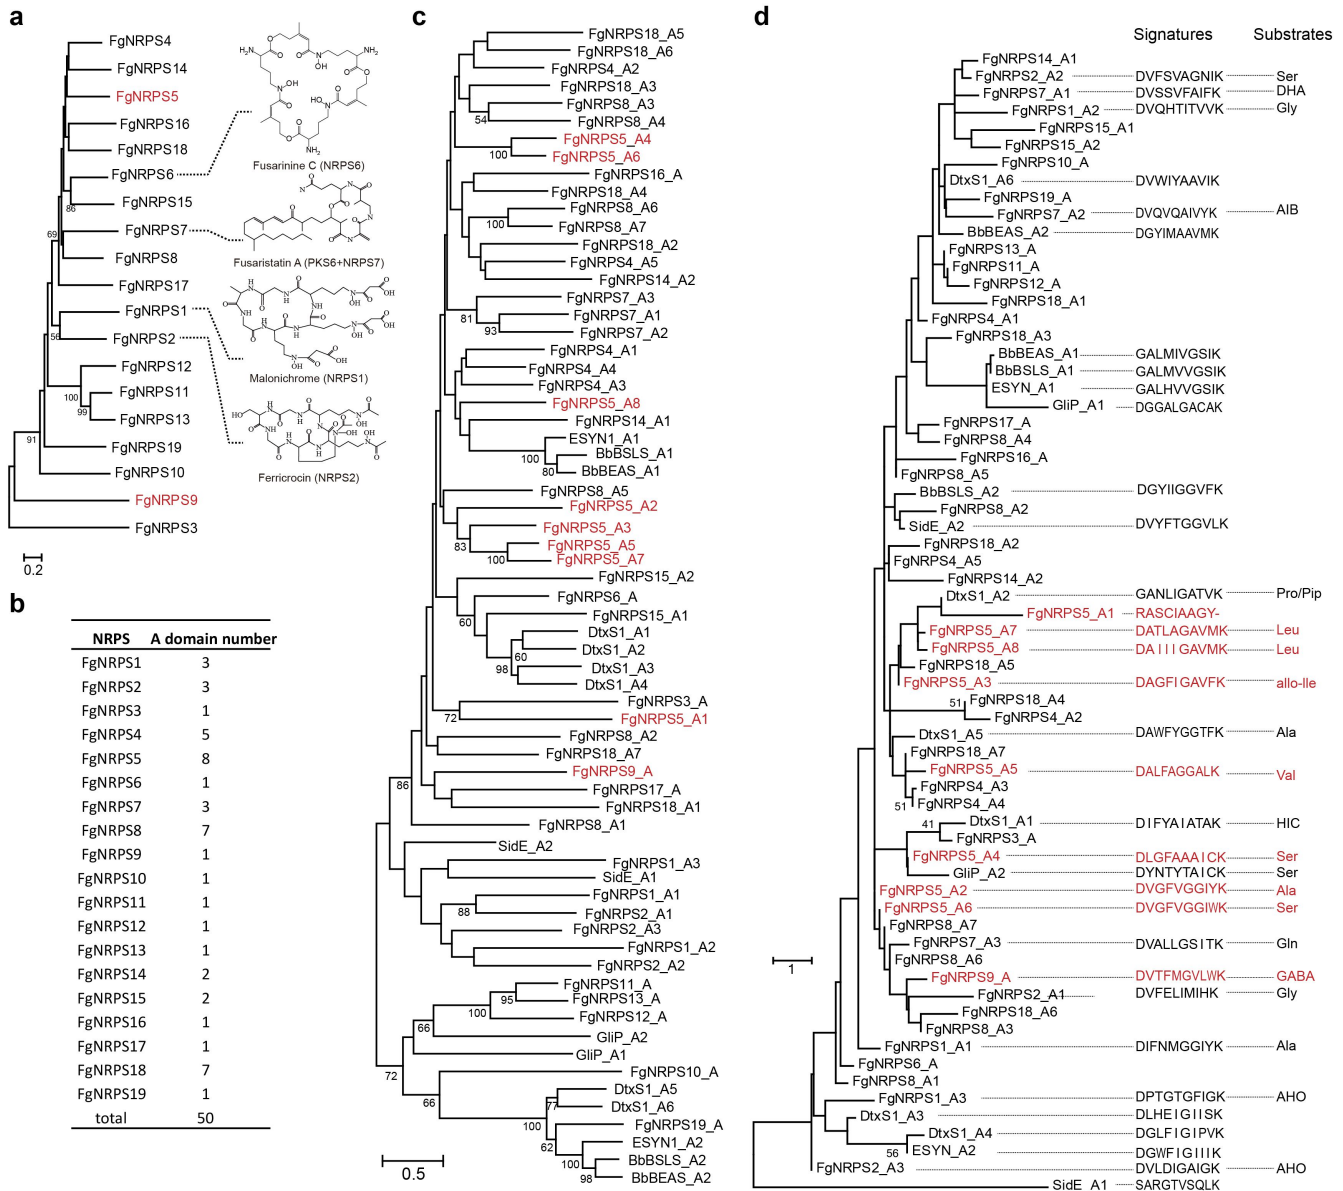 a
FgNRPS4
FgNRPS14
FgNRPS5
FgNRPS16
FgNRPS18
FgNRPS6
86
FgNRPS15
69
FgNRPS7
FgNRPS8
FgNRPS17
FgNRPS1
56
FgNRPS2
FgNRPS12
100
FgNRPS11
99
FgNRPS13
91
FgNRPS19
FgNRPS10
FgNRPS9
FgNRPS3
0.2
Fusarinine C (NRPS6)
Fusaristatin A (PKS6+NRPS7)
Malonichrome (NRPS1)
Ferricrocin (NRPS2)
b
NRPS A domain number
FgNRPS1 3
FgNRPS2 3
FgNRPS3 1
FgNRPS4 5
FgNRPS5 8
FgNRPS6 1
FgNRPS7 3
FgNRPS8 7
FgNRPS9 1
FgNRPS10 1
FgNRPS11 1
FgNRPS12 1
FgNRPS13 1
FgNRPS14 2
FgNRPS15 2
FgNRPS16 1
FgNRPS17 1
FgNRPS18 7
FgNRPS19 1
total 50
c
FgNRPS18_A5
FgNRPS18_A6
FgNRPS4_A2
FgNRPS18_A3
FgNRPS8_A3
54
FgNRPS8_A4
FgNRPS5_A4
100
FgNRPS5_A6
FgNRPS16_A
FgNRPS18_A4
FgNRPS8_A6
100
FgNRPS8_A7
FgNRPS18_A2
FgNRPS4_A5
FgNRPS14_A2
FgNRPS7_A3
81
FgNRPS7_A1
93
FgNRPS7_A2
FgNRPS4_A1
FgNRPS4_A4
FgNRPS4_A3
FgNRPS5_A8
FgNRPS14_A1
ESYN1_A1
100
BbBSLS_A1
80
BbBEAS_A1
FgNRPS8_A5
FgNRPS5_A2
FgNRPS5_A3
83
FgNRPS5_A5
100
FgNRPS5_A7
FgNRPS15_A2
FgNRPS6_A
60
FgNRPS15_A1
DtxS1_A1
60
DtxS1_A2
98
DtxS1_A3
DtxS1_A4
FgNRPS3_A
72
FgNRPS5_A1
FgNRPS8_A2
FgNRPS18_A7
FgNRPS9_A
86
FgNRPS17_A
FgNRPS18_A1
FgNRPS8_A1
SidE_A2
FgNRPS1_A3
SidE_A1
FgNRPS1_A1
88
FgNRPS2_A1
FgNRPS2_A3
FgNRPS1_A2
FgNRPS2_A2
FgNRPS11_A
95
FgNRPS13_A
100
FgNRPS12_A
66
GliP_A2
GliP_A1
72
FgNRPS10_A
66
DtxS1_A5
77
DtxS1_A6
100
FgNRPS19_A
62
ESYN1_A2
100
BbBSLS_A2
98
BbBEAS_A2
0.5
d
Signatures Substrates
FgNRPS14_A1
FgNRPS2_A2 DVFSVAGNIK Ser
FgNRPS7_A1 DVSSVFAIFK DHA
FgNRPS1_A2 DVQHTITVVK Gly
FgNRPS15_A1
FgNRPS15_A2
FgNRPS10_A
DtxS1_A6 DVWIYAAVIK
FgNRPS19_A
FgNRPS7_A2 DVQVQAIVYK AIB
BbBEAS_A2 DGYIMAAVMK
FgNRPS13_A
FgNRPS11_A
FgNRPS12_A
FgNRPS18_A1
FgNRPS4_A1
FgNRPS18_A3
BbBEAS_A1 GALMIVGSIK
BbBSLS_A1 GALMVVGSIK
ESYN_A1 GALHVVGSIK
GliP_A1 DGGALGACAK
FgNRPS17_A
FgNRPS8_A4
FgNRPS16_A
FgNRPS8_A5
BbBSLS_A2 DGYIIGGVFK
FgNRPS8_A2
SidE_A2 DVYFTGGVLK
FgNRPS18_A2
FgNRPS4_A5
FgNRPS14_A2
DtxS1_A2 GANLIGATVK Pro/Pip
FgNRPS5_A1 RASCIAAGY-
FgNRPS5_A7 DATLAGAVMK Leu
FgNRPS5_A8 DAIIIGAVMK Leu
FgNRPS18_A5
FgNRPS5_A3 DAGFIGAVFK allo-Ile
51
FgNRPS18_A4
FgNRPS4_A2
DtxS1_A5 DAWFYGGTFK Ala
FgNRPS18_A7
FgNRPS5_A5 DALFAGGALK Val
FgNRPS4_A3
51
FgNRPS4_A4
41
DtxS1_A1 DIFYAIATAK HIC
FgNRPS3_A
FgNRPS5_A4 DLGFAAAICK Ser
GliP_A2 DYNTYTAICK Ser
FgNRPS5_A2 DVGFVGGIYK Ala
FgNRPS5_A6 DVGFVGGIWK Ser
FgNRPS8_A7
FgNRPS7_A3 DVALLGSITK Gln
FgNRPS8_A6
FgNRPS9_A DVTFMGVLWK GABA
FgNRPS2_A1 DVFELIMIHK Gly
FgNRPS18_A6
FgNRPS8_A3
1
FgNRPS1_A1 DIFNMGGIYK Ala
FgNRPS6_A
FgNRPS8_A1
FgNRPS1_A3 DPTGTGFIGK AHO
DtxS1_A3 DLHEIGIISK
DtxS1_A4 DGLFIGIPVK
56
ESYN_A2 DGWFIGIIIK
FgNRPS2_A3 DVLDIGAIGK AHO
SidE_A1 SARGTVSQLK